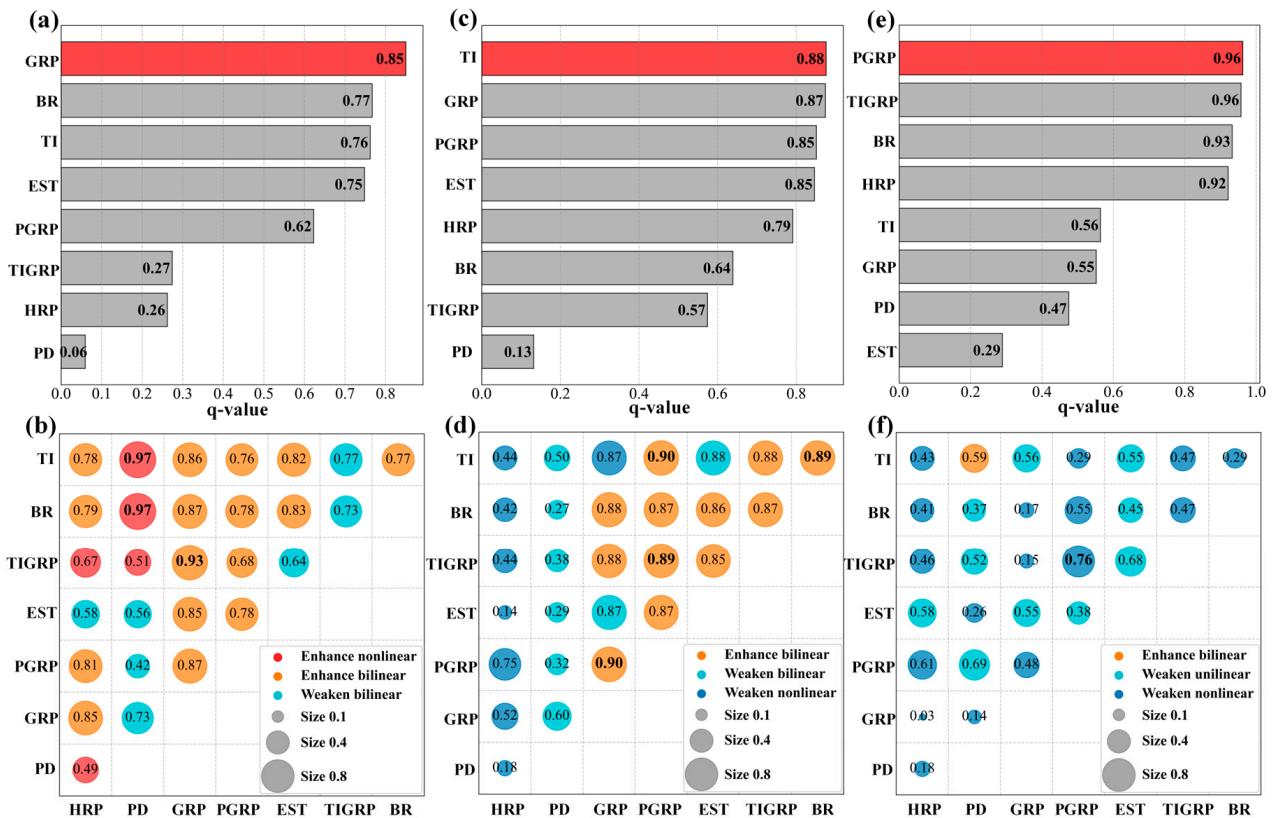 (a)
GRP 0.85
BR 0.77
TI 0.76
EST 0.75
PGRP 0.62
TIGRP 0.27
HRP 0.26
PD 0.06
0.0 0.1 0.2 0.3 0.4 0.5 0.6 0.7 0.8
q-value
(c)
TI 0.88
GRP 0.87
PGRP 0.85
EST 0.85
HRP 0.79
BR 0.64
TIGRP 0.57
PD 0.13
0.0 0.2 0.4 0.6 0.8
q-value
(e)
PGRP 0.96
TIGRP 0.96
BR 0.93
HRP 0.92
TI 0.56
GRP 0.55
PD 0.47
EST 0.29
0.0 0.2 0.4 0.6 0.8 1.0
q-value
(b)
TI 0.78 0.97 0.86 0.76 0.82 0.77 0.77
BR 0.79 0.97 0.87 0.78 0.83 0.73
TIGRP 0.67 0.51 0.93 0.68 0.64
EST 0.58 0.56 0.85 0.78
PGRP 0.81 0.42 0.87
GRP 0.85 0.73
PD 0.49
HRP PD GRP PGRP EST TIGRP BR
Enhance nonlinear
Enhance bilinear
Weaken bilinear
Size 0.1
Size 0.4
Size 0.8
(d)
TI 0.44 0.50 0.87 0.90 0.88 0.88 0.89
BR 0.42 0.27 0.88 0.87 0.86 0.87
TIGRP 0.44 0.38 0.88 0.89 0.85
EST 0.14 0.29 0.87 0.87
PGRP 0.75 0.32 0.90
GRP 0.52 0.60
PD 0.18
HRP PD GRP PGRP EST TIGRP BR
Enhance bilinear
Weaken bilinear
Weaken nonlinear
Size 0.1
Size 0.4
Size 0.8
(f)
TI 0.43 0.59 0.56 0.29 0.55 0.47 0.29
BR 0.41 0.37 0.17 0.55 0.45 0.47
TIGRP 0.46 0.52 0.15 0.76 0.68
EST 0.58 0.26 0.55 0.38
PGRP 0.61 0.69 0.48
GRP 0.03 0.14
PD 0.18
HRP PD GRP PGRP EST TIGRP BR
Enhance bilinear
Weaken unilinear
Weaken nonlinear
Size 0.1
Size 0.4
Size 0.8